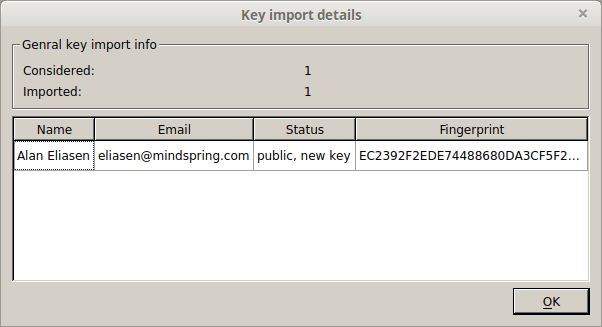 Key import details
Genral key import info
Considered: 1
Imported: 1
Name Email Status Fingerprint
Alan Eliasen eliasen@mindspring.com public, new key EC2392F2EDE74488680DA3CF5F2...
OK